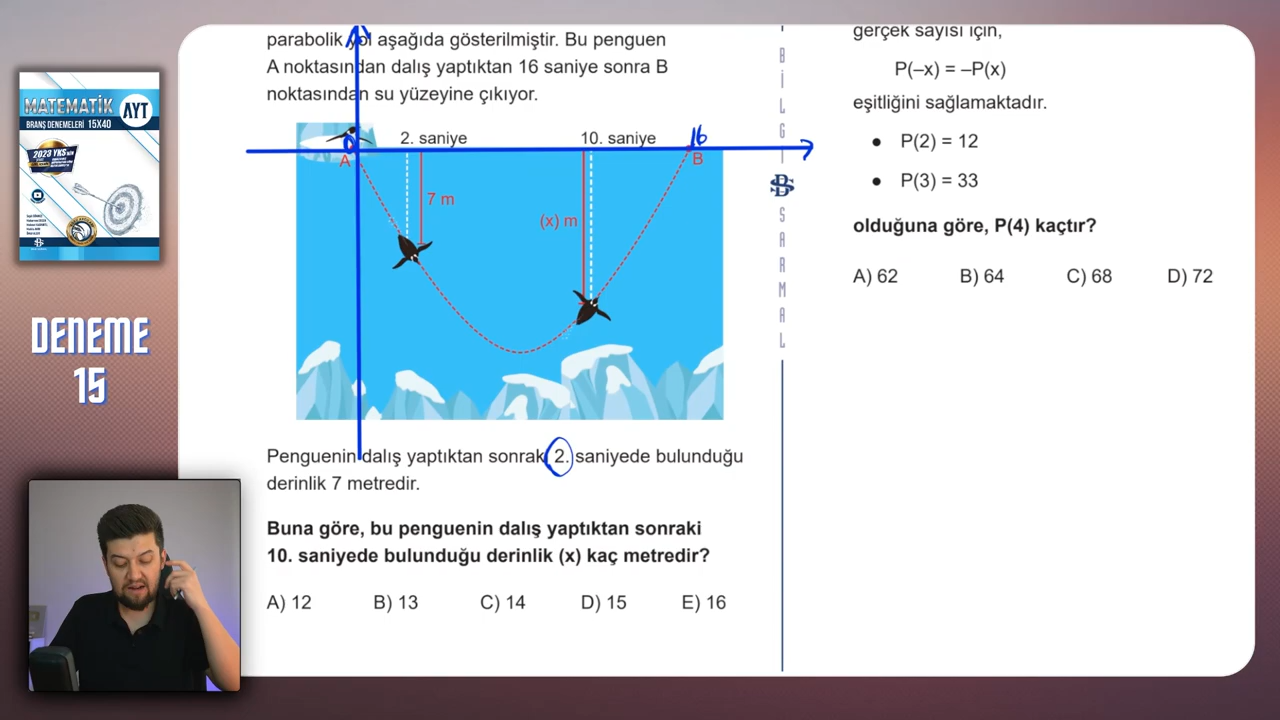 MATEMATİK AYT
BRANŞ DENEMELERİ 15X40
2023 YKS'NİN
DENEME
15
parabolik yol aşağıda gösterilmiştir. Bu penguen
A noktasından dalış yaptıktan 16 saniye sonra B
noktasından su yüzeyine çıkıyor.
2. saniye
10. saniye
0
16
A
B
7 m
(x) m
Penguenin dalış yaptıktan sonraki 2. saniyede bulunduğu
derinlik 7 metredir.
Buna göre, bu penguenin dalış yaptıktan sonraki
10. saniyede bulunduğu derinlik (x) kaç metredir?
A) 12 B) 13 C) 14 D) 15 E) 16
BİLGİ
SARMAL
gerçek sayısı için,
P(–x) = –P(x)
eşitliğini sağlamaktadır.
• P(2) = 12
• P(3) = 33
olduğuna göre, P(4) kaçtır?
A) 62 B) 64 C) 68 D) 72